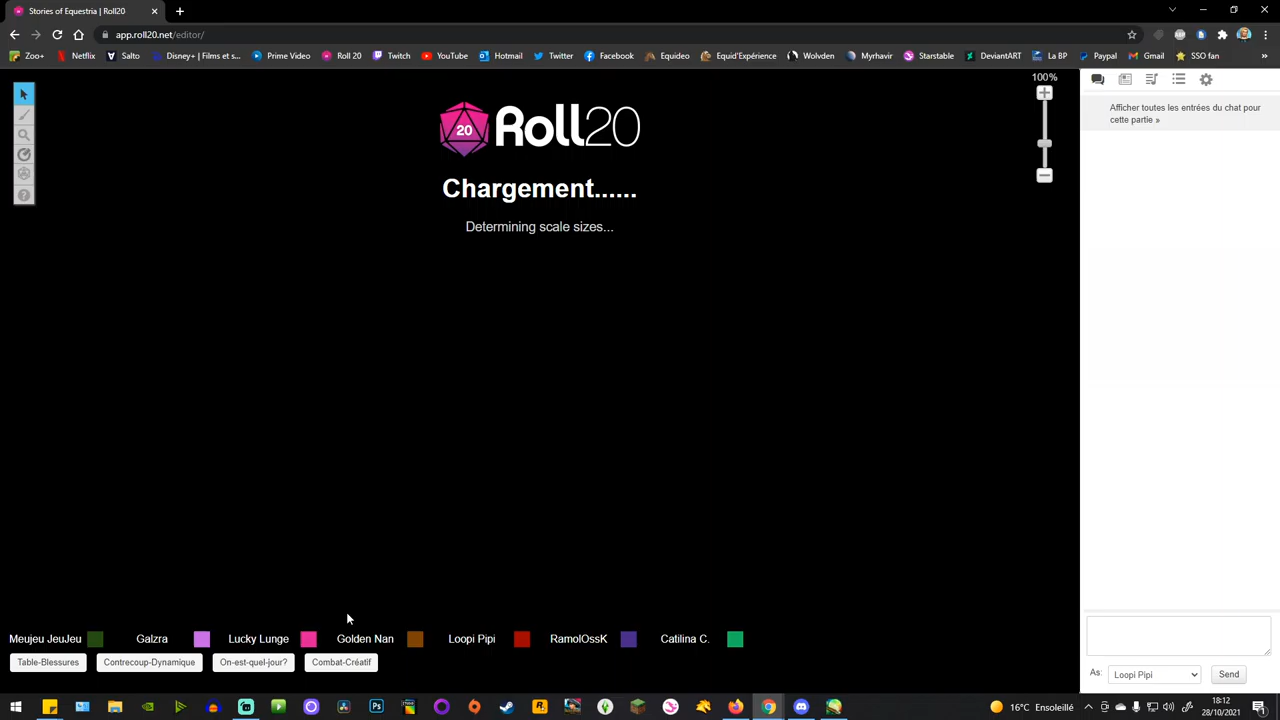 Stories of Equestria | Roll20
app.roll20.net/editor/
Zoo+ Netflix Salto Disney+ | Films et s... Prime Video Roll 20 Twitch YouTube Hotmail Twitter Facebook Equideo Equid'Expérience Wolvden Myrhavir Starstable DeviantART La BP Paypal Gmail SSO fan »
100%
20 Roll20
Chargement......
Determining scale sizes...
Afficher toutes les entrées du chat pour
cette partie »
Meujeu JeuJeu Galzra Lucky Lunge Golden Nan Loopi Pipi RamolOssK Catilina C.
Table-Blessures Contrecoup-Dynamique On-est-quel-jour? Combat-Créatif
As: Loopi Pipi Send
16°C Ensoleillé
18:12
28/10/2021